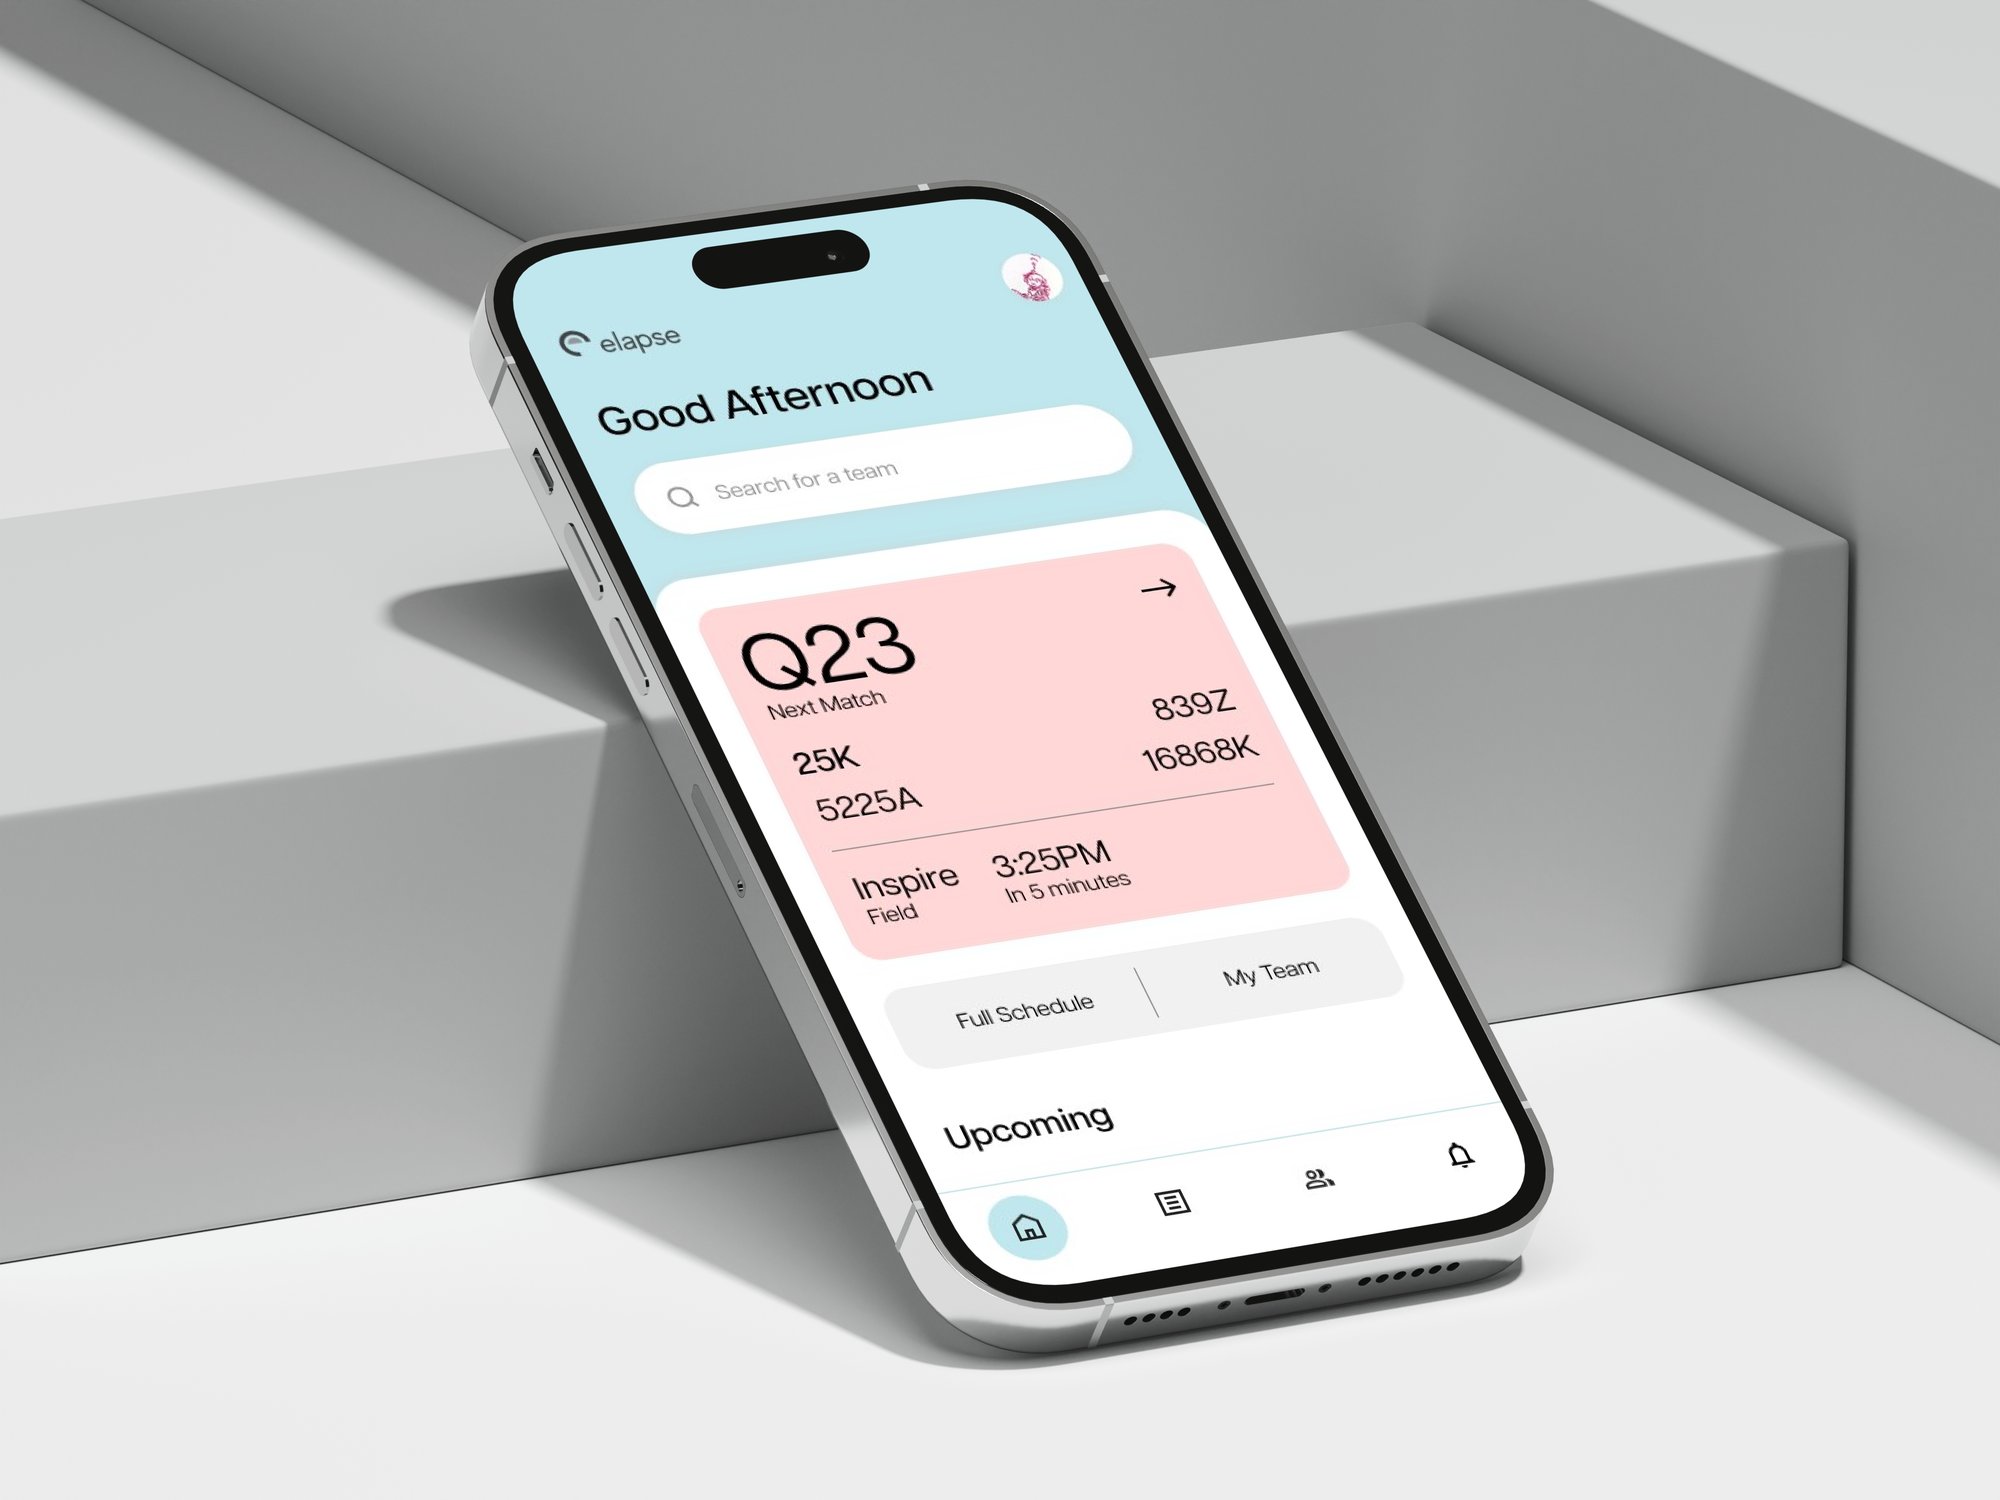 elapse
Good Afternoon
Search for a team
Q23
Next Match
25K
839Z
5225A
16868K
Inspire
3:25PM
Field
In 5 minutes
Full Schedule
My Team
Upcoming